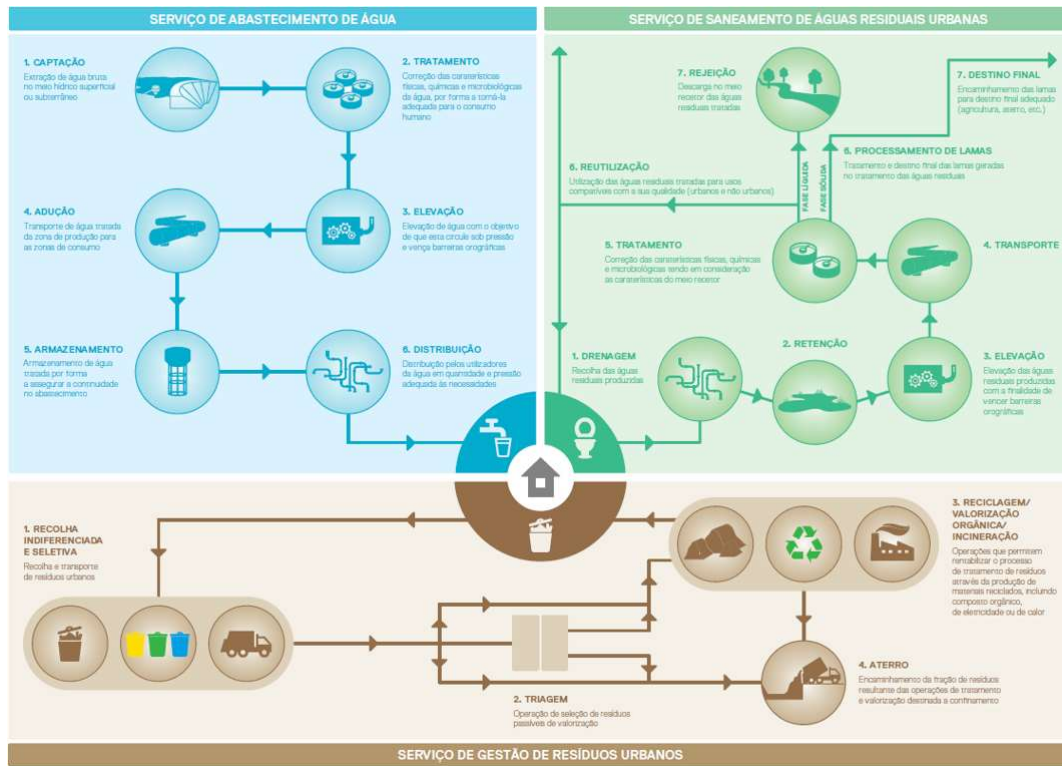 SERVIÇO DE ABASTECIMENTO DE ÁGUA
1. CAPTAÇÃO
Extração de água bruta
no meio hídrico superficial
ou subterrâneo
2. TRATAMENTO
Correção das caraterísticas
físicas, químicas e microbiológicas
da água, por forma a torná-la
adequada para o consumo
humano
4. ADUÇÃO
Transporte de água tratada
da zona de produção para
as zonas de consumo
3. ELEVAÇÃO
Elevação de água com o objetivo
de que esta circule sob pressão
e vença barreiras orográficas
5. ARMAZENAMENTO
Armazenamento de água
tratada por forma
a assegurar a continuidade
no abastecimento
6. DISTRIBUIÇÃO
Distribuição pelos utilizadores
da água em quantidade e pressão
adequada às necessidades
SERVIÇO DE SANEAMENTO DE ÁGUAS RESIDUAIS URBANAS
7. REJEIÇÃO
Descarga no meio
recetor das águas
residuais tratadas
7. DESTINO FINAL
Encaminhamento das lamas
para destino final adequado
(agricultura, aterro, etc.)
6. REUTILIZAÇÃO
Utilização das águas residuais tratadas para usos
compatíveis com a sua qualidade (urbanos e não urbanos)
FASE LÍQUIDA
FASE SÓLIDA
6. PROCESSAMENTO DE LAMAS
Tratamento e destino final das lamas geradas
no tratamento das águas residuais
5. TRATAMENTO
Correção das caraterísticas físicas, químicas
e microbiológicas tendo em consideração
as caraterísticas do meio recetor
4. TRANSPORTE
1. DRENAGEM
Recolha das águas
residuais produzidas
2. RETENÇÃO
3. ELEVAÇÃO
Elevação das águas
residuais produzidas
com a finalidade de
vencer barreiras
orográficas
1. RECOLHA
INDIFERENCIADA
E SELETIVA
Recolha e transporte
de resíduos urbanos
2. TRIAGEM
Operação de seleção de resíduos
passíveis de valorização
3. RECICLAGEM/
VALORIZAÇÃO
ORGÂNICA/
INCINERAÇÃO
Operações que permitem
rentabilizar o processo
de tratamento de resíduos
através da produção de
materiais reciclados, incluindo
composto orgânico,
de eletricidade ou de calor
4. ATERRO
Encaminhamento da fração de resíduos
resultante das operações de tratamento
e valorização destinada a confinamento
SERVIÇO DE GESTÃO DE RESÍDUOS URBANOS